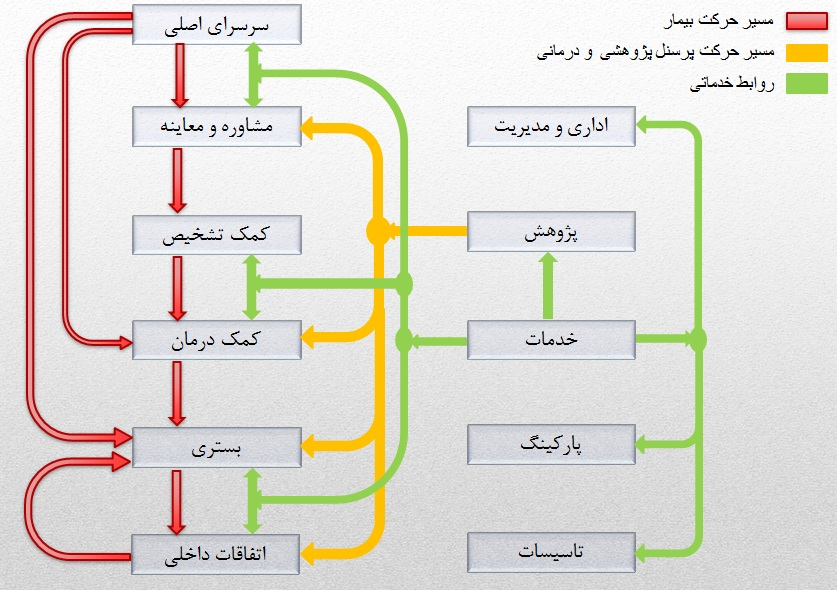 مسیر حرکت بیمار
مسیر حرکت پرسنل پژوهشی و درمانی
روابط خدماتی
سرسرای اصلی
مشاوره و معاینه
کمک تشخیص
کمک درمان
بستری
اتفاقات داخلی
اداری و مدیریت
پژوهش
خدمات
پارکینگ
تاسیسات